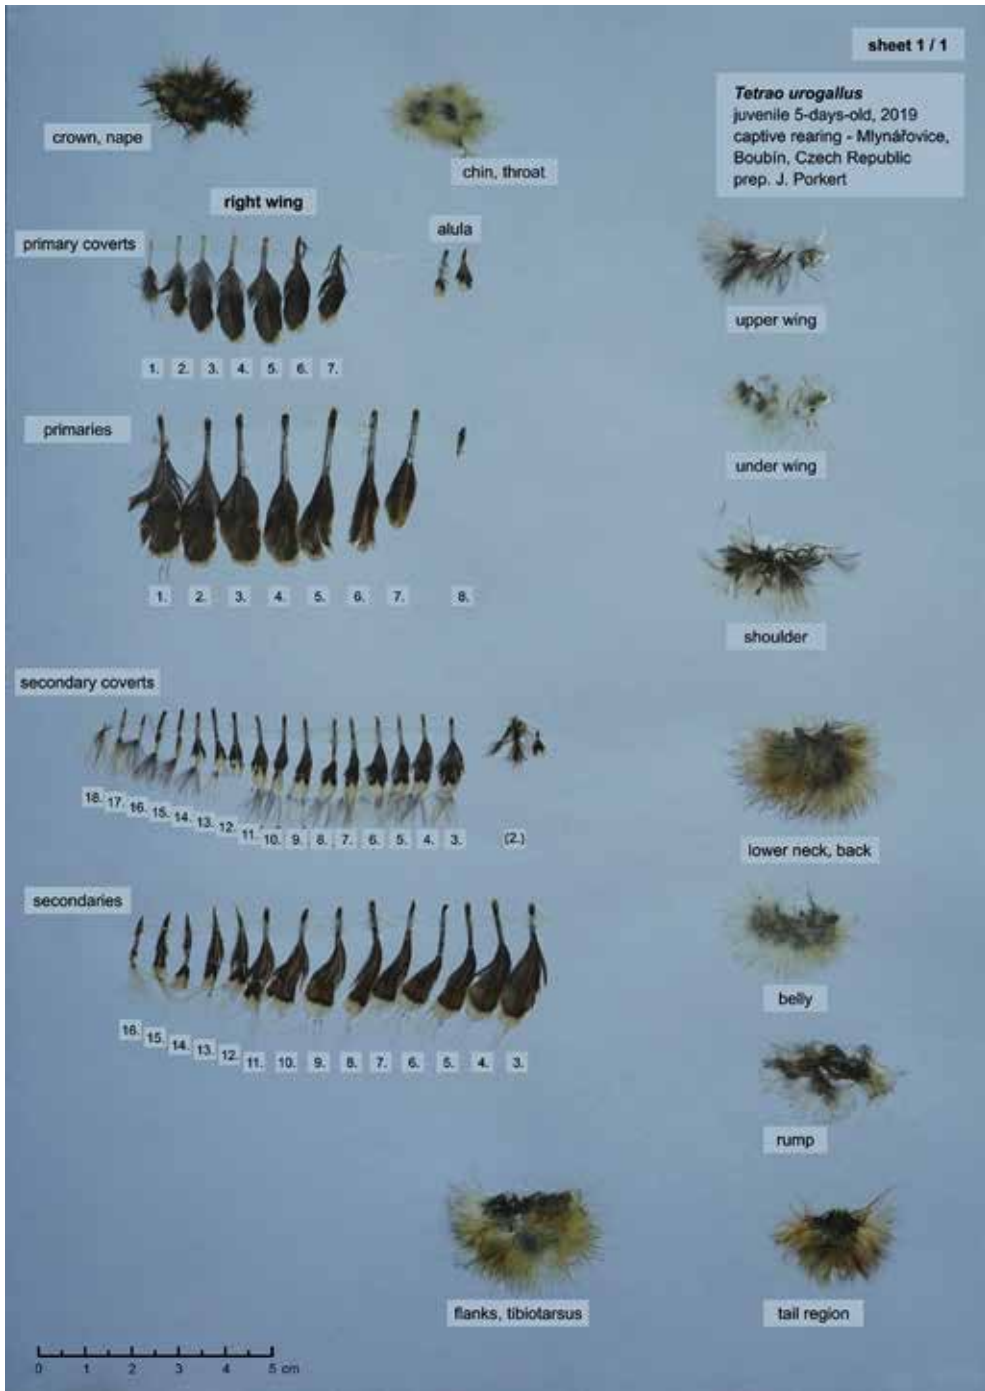 sheet 1 / 1
Tetrao urogallus
juvenile 5-days-old, 2019
captive rearing - Mlynářovice,
Boubín, Czech Republic
prep. J. Porkert
crown, nape
chin, throat
right wing
primary coverts
alula
1. 2. 3. 4. 5. 6. 7.
upper wing
primaries
under wing
1. 2. 3. 4. 5. 6. 7. 8.
shoulder
secondary coverts
18. 17. 16. 15. 14. 13. 12. 11. 10. 9. 8. 7. 6. 5. 4. 3. (2.)
lower neck, back
secondaries
belly
16. 15. 14. 13. 12. 11. 10. 9. 8. 7. 6. 5. 4. 3.
rump
flanks, tibiotarsus
tail region
0 1 2 3 4 5 cm